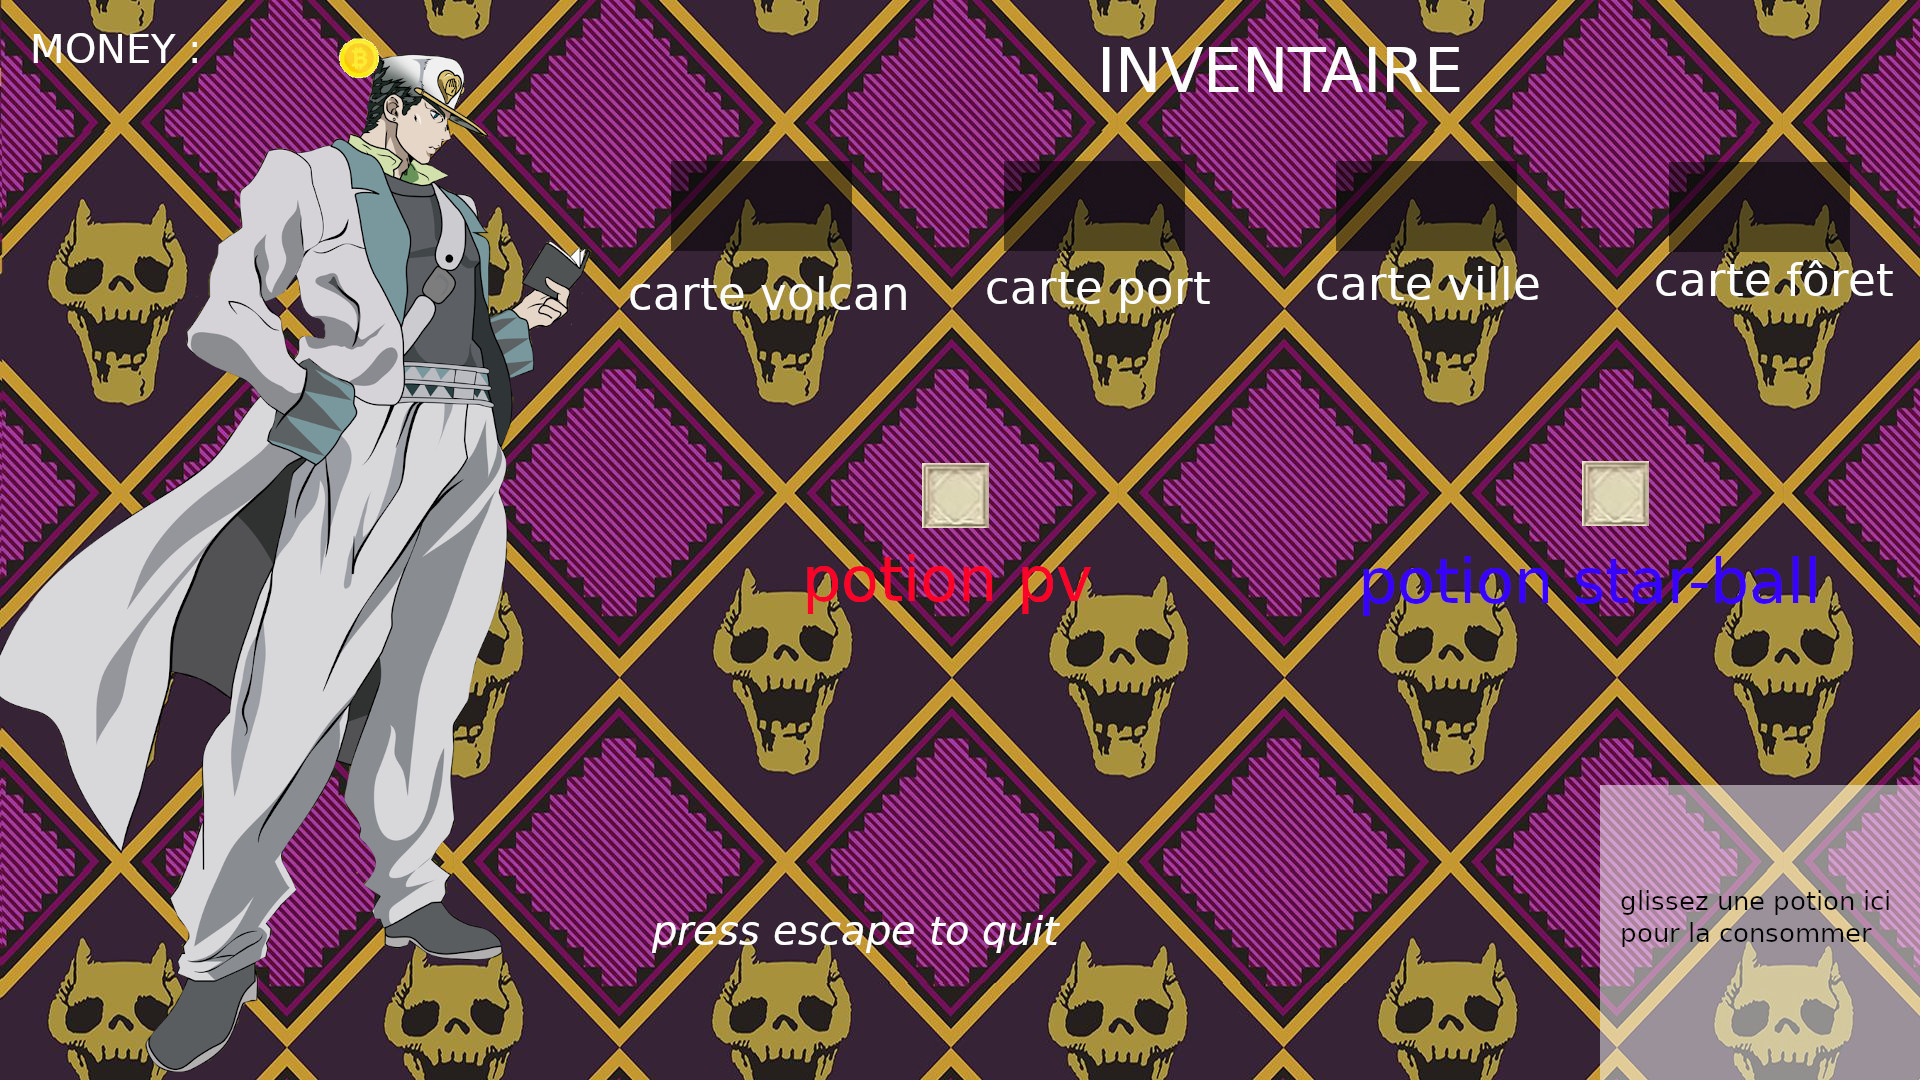 MONEY :
INVENTAIRE
carte volcan
carte port
carte ville
carte fôret
potion pv
potion star-ball
glissez une potion ici
pour la consommer
press escape to quit